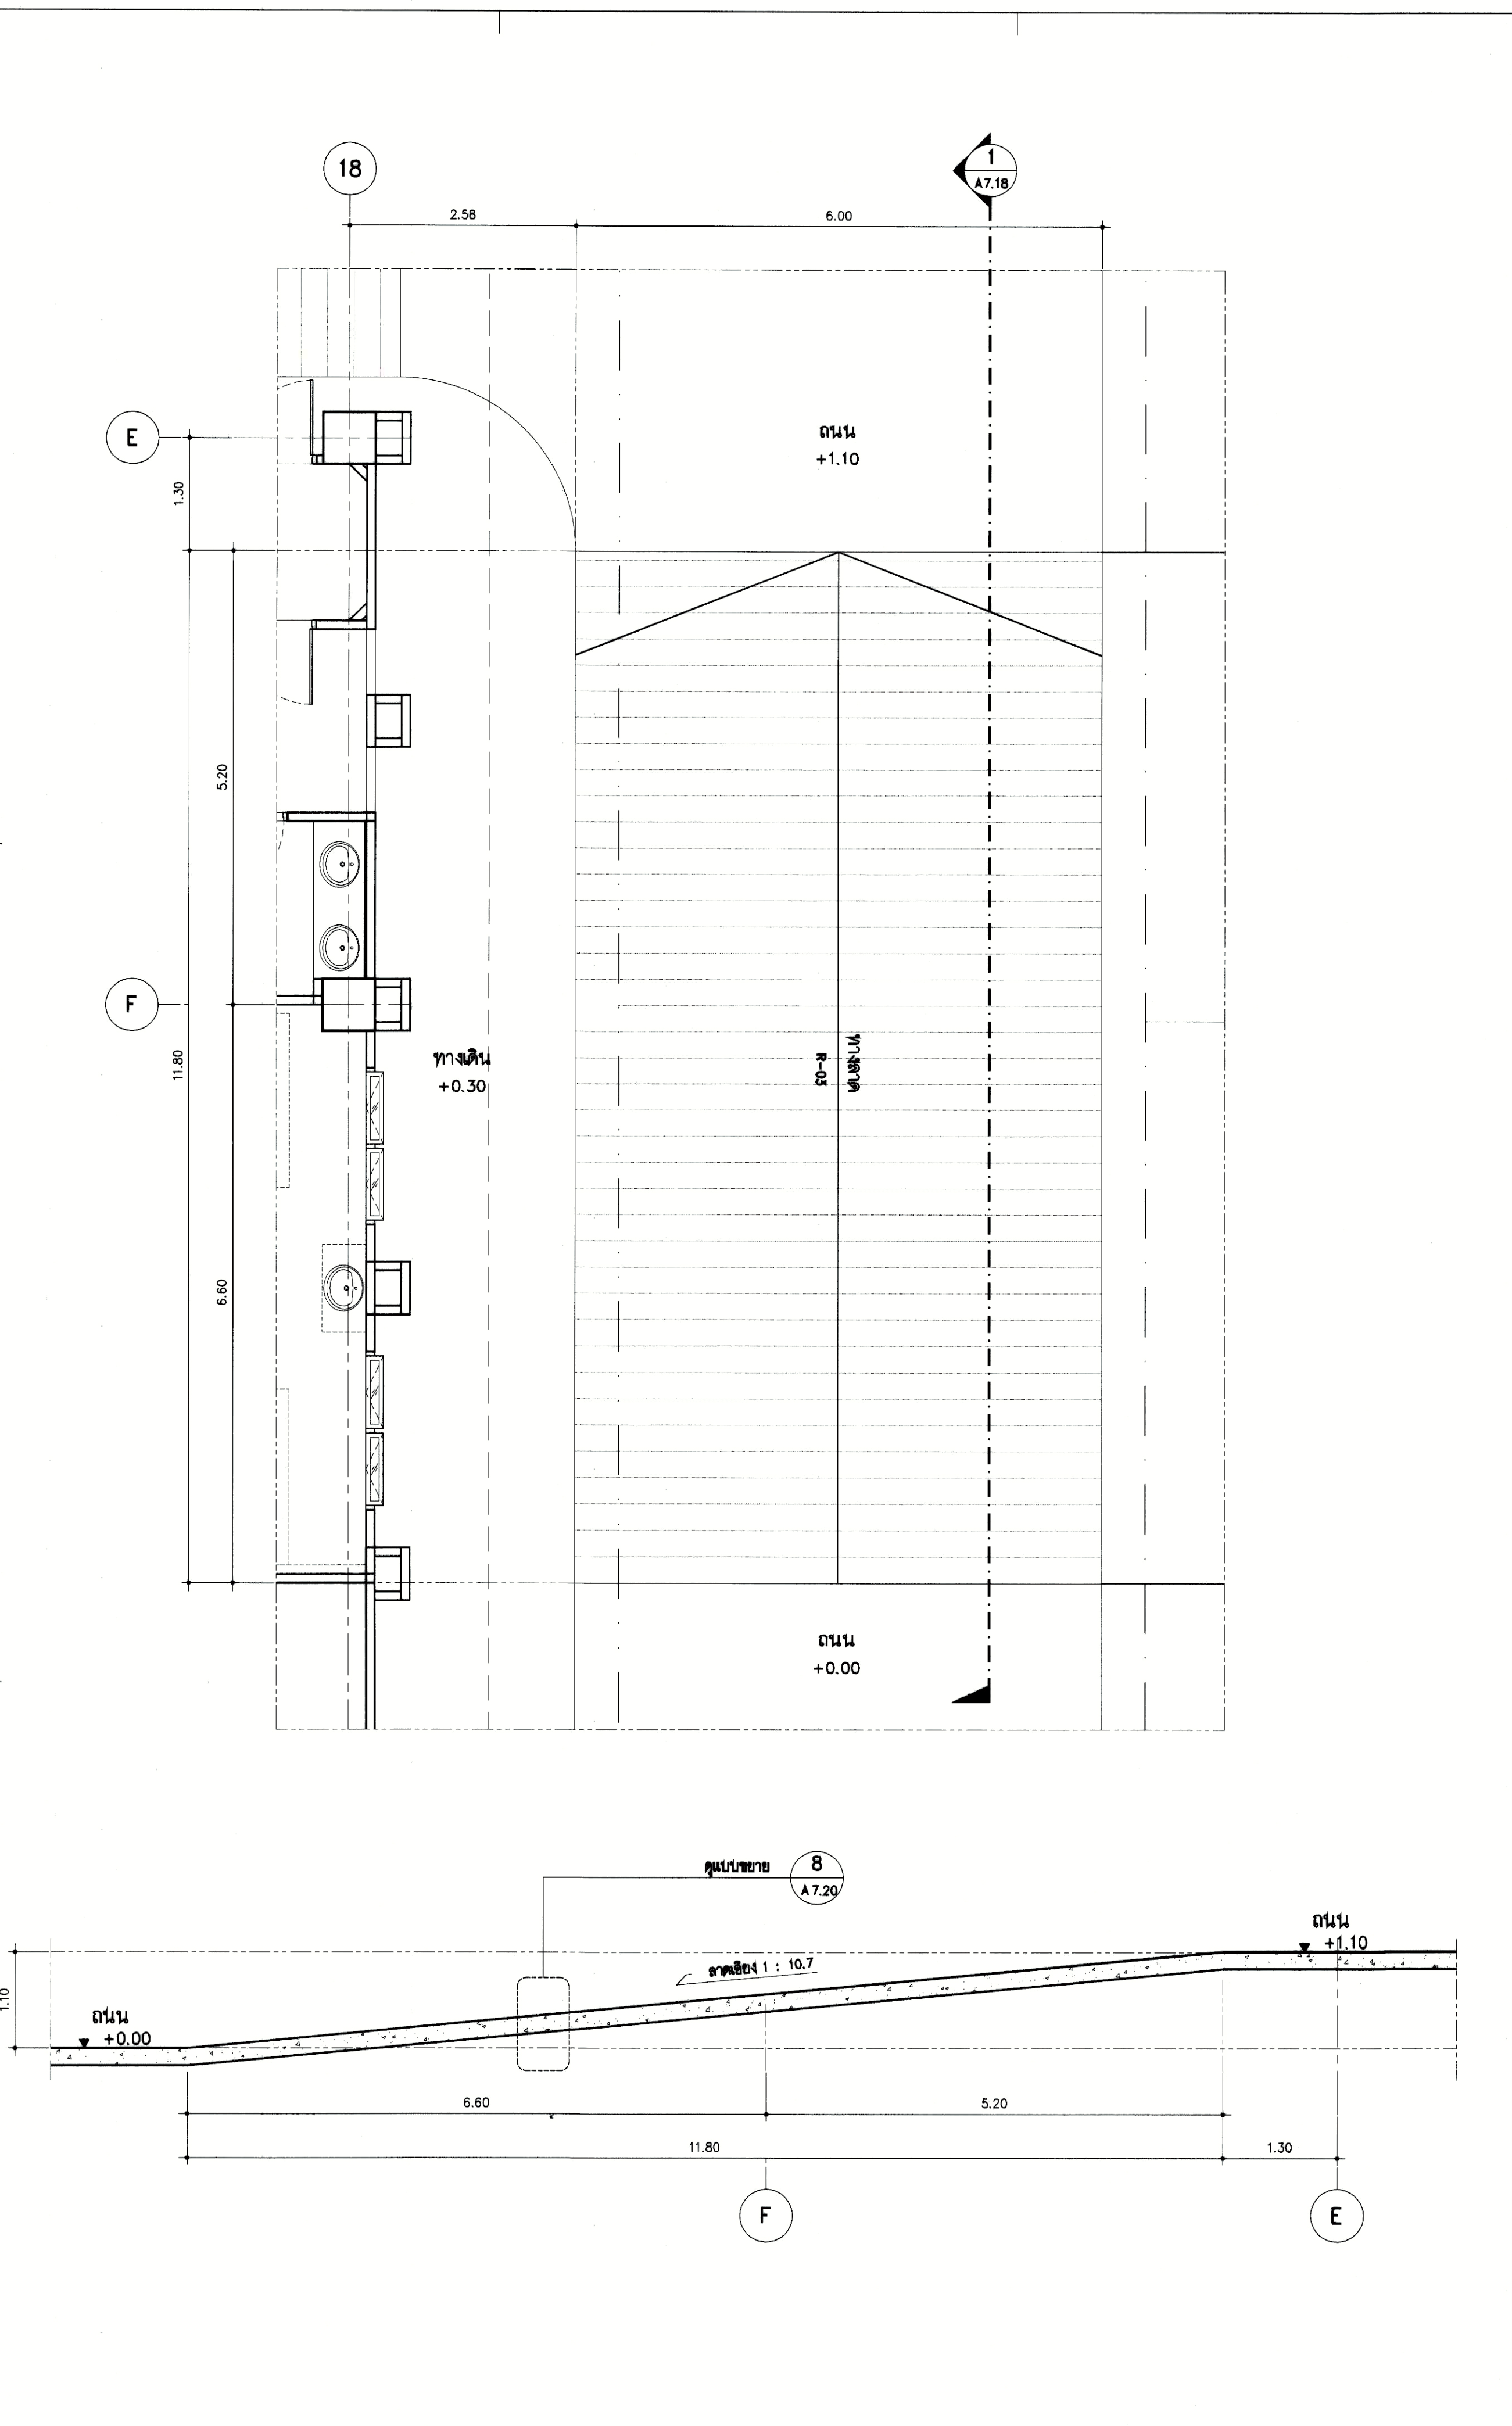 18
1
A7.18
2.58
6.00
E
ถนน
+1.10
1.30
5.20
F
11.80
ทางเดิน
+0.30
ทางลาด
R-03
6.60
ถนน
+0.00
ดูแบบขยาย
8
A7.20
ถนน
+1.10
ลาดเอียง 1 : 10.7
1.10
ถนน
+0.00
6.60
5.20
11.80
1.30
F
E